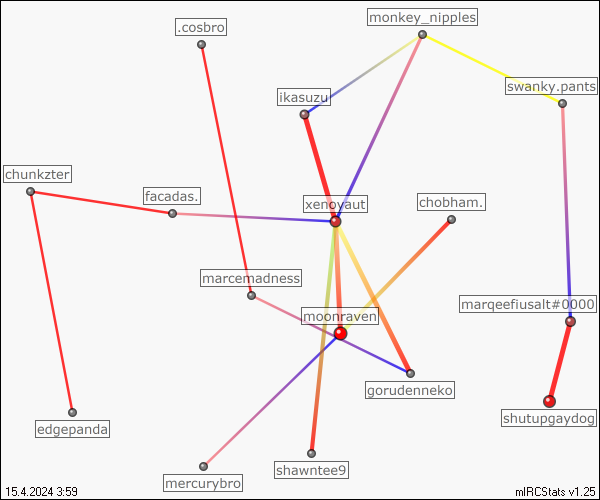 monkey_nipples
.cosbro
swanky.pants
ikasuzu
chunkzter
facadas.
xenoyaut
chobham.
marcemadness
marqeefiusalt#0000
moonraven
gorudenneko
shutupgaydog
edgepanda
shawntee9
mercurybro
15.4.2024 3:59
mIRCStats v1.25